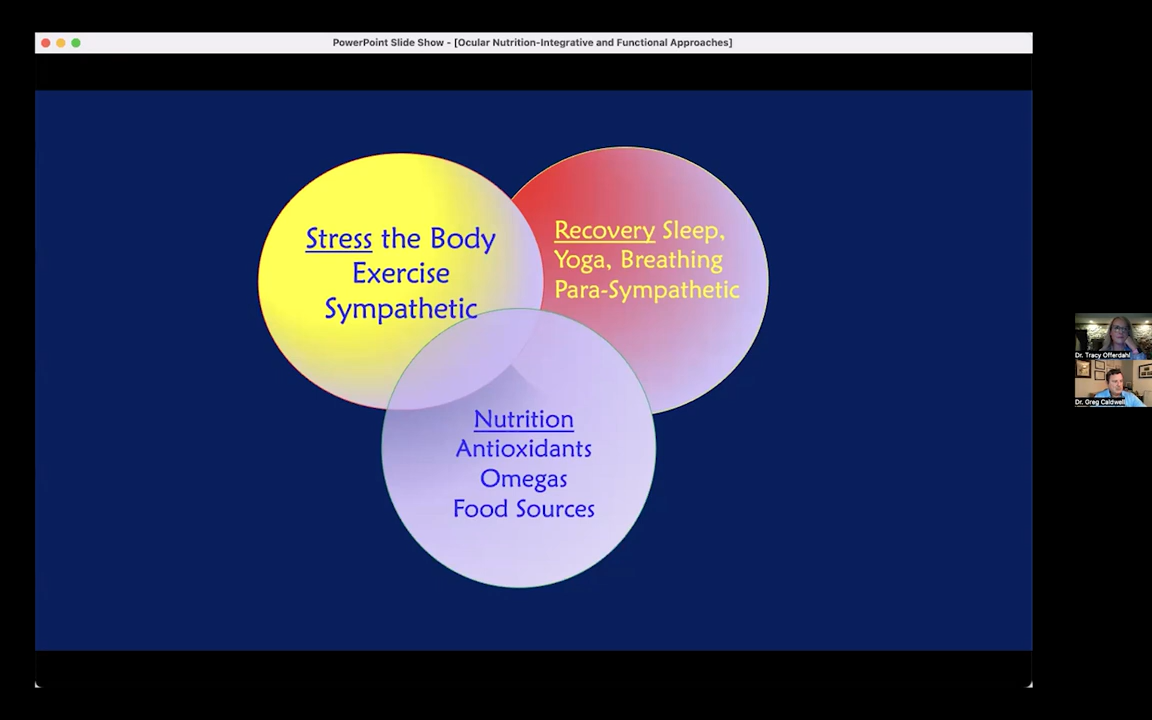 PowerPoint Slide Show - [Ocular Nutrition-Integrative and Functional Approaches]
Stress the Body
Exercise
Sympathetic
Recovery Sleep,
Yoga, Breathing
Para-Sympathetic
Nutrition
Antioxidants
Omegas
Food Sources
Dr. Tracy Offerdahl
Dr. Greg Caldwell